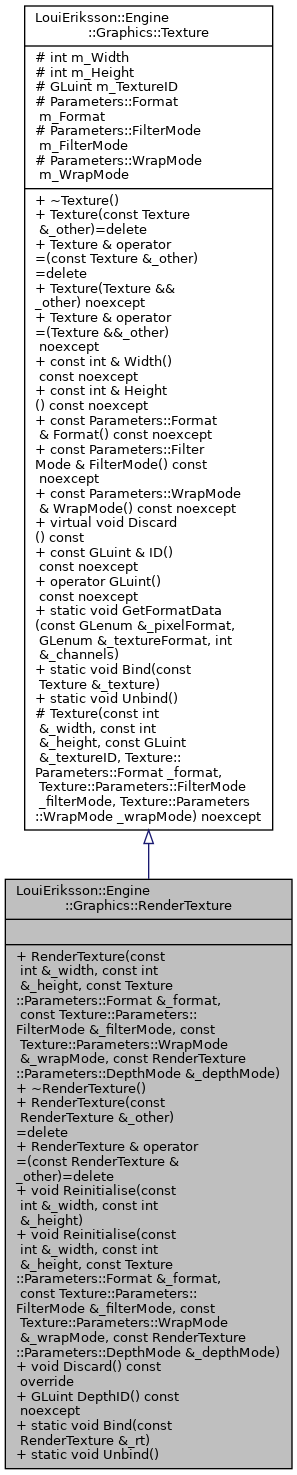 LouiEriksson::Engine
::Graphics::Texture
# int m_Width
# int m_Height
# GLuint m_TextureID
# Parameters::Format
m_Format
# Parameters::FilterMode
m_FilterMode
# Parameters::WrapMode
m_WrapMode
+ ~Texture()
+ Texture(const Texture
&_other)=delete
+ Texture & operator
=(const Texture &_other)
=delete
+ Texture(Texture &&
_other) noexcept
+ Texture & operator
=(Texture &&_other)
noexcept
+ const int & Width()
const noexcept
+ const int & Height
() const noexcept
+ const Parameters::Format
& Format() const noexcept
+ const Parameters::Filter
Mode & FilterMode() const
noexcept
+ const Parameters::WrapMode
& WrapMode() const noexcept
+ virtual void Discard
() const
+ const GLuint & ID()
const noexcept
+ operator GLuint()
const noexcept
+ static void GetFormatData
(const GLenum &_pixelFormat,
GLenum &_textureFormat, int
&_channels)
+ static void Bind(const
Texture &_texture)
+ static void Unbind()
# Texture(const int
&_width, const int
&_height, const GLuint
&_textureID, Texture::
Parameters::Format _format,
Texture::Parameters::FilterMode
_filterMode, Texture::Parameters
::WrapMode _wrapMode) noexcept
LouiEriksson::Engine
::Graphics::RenderTexture
+ RenderTexture(const
int &_width, const int
&_height, const Texture
::Parameters::Format &_format,
const Texture::Parameters::
FilterMode &_filterMode, const
Texture::Parameters::WrapMode
&_wrapMode, const RenderTexture
::Parameters::DepthMode &_depthMode)
+ ~RenderTexture()
+ RenderTexture(const
RenderTexture &_other)
=delete
+ RenderTexture & operator
=(const RenderTexture &
_other)=delete
+ void Reinitialise(const
int &_width, const int
&_height)
+ void Reinitialise(const
int &_width, const int
&_height, const Texture
::Parameters::Format &_format,
const Texture::Parameters::
FilterMode &_filterMode, const
Texture::Parameters::WrapMode
&_wrapMode, const RenderTexture
::Parameters::DepthMode &_depthMode)
+ void Discard() const
override
+ GLuint DepthID() const
noexcept
+ static void Bind(const
RenderTexture &_rt)
+ static void Unbind()